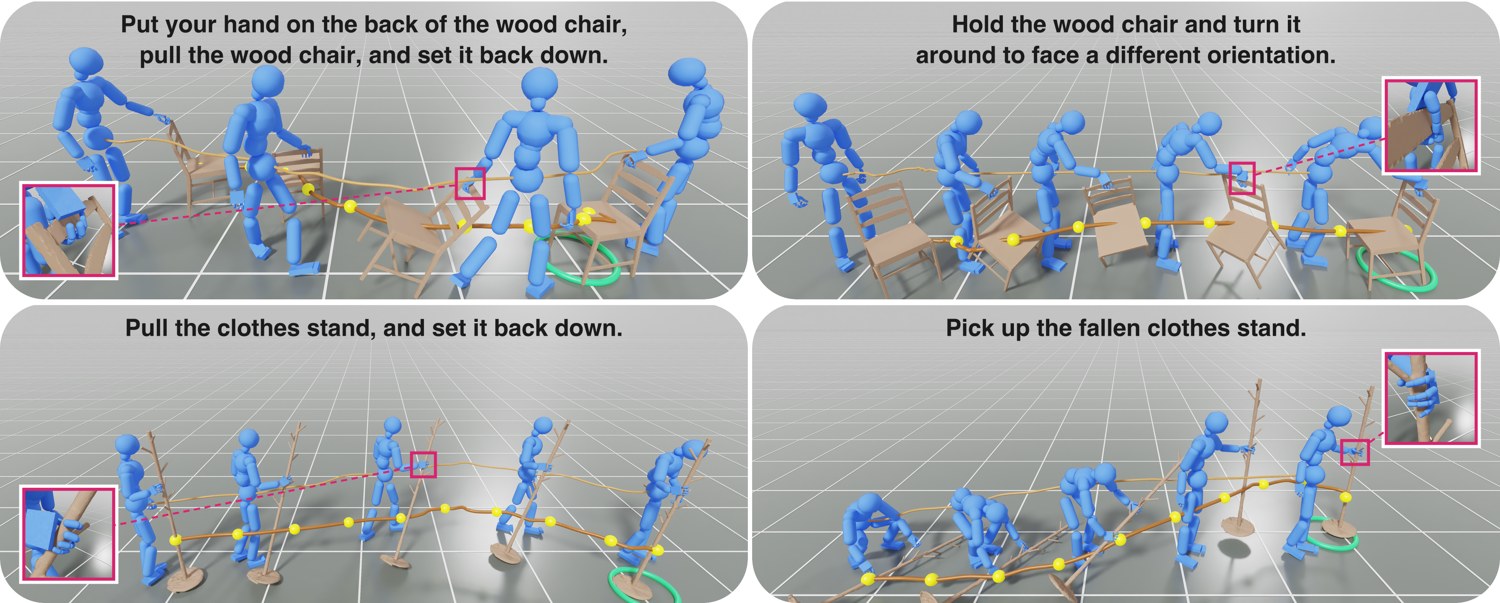 Put your hand on the back of the wood chair,
pull the wood chair, and set it back down.
Hold the wood chair and turn it
around to face a different orientation.
Pull the clothes stand, and set it back down.
Pick up the fallen clothes stand.